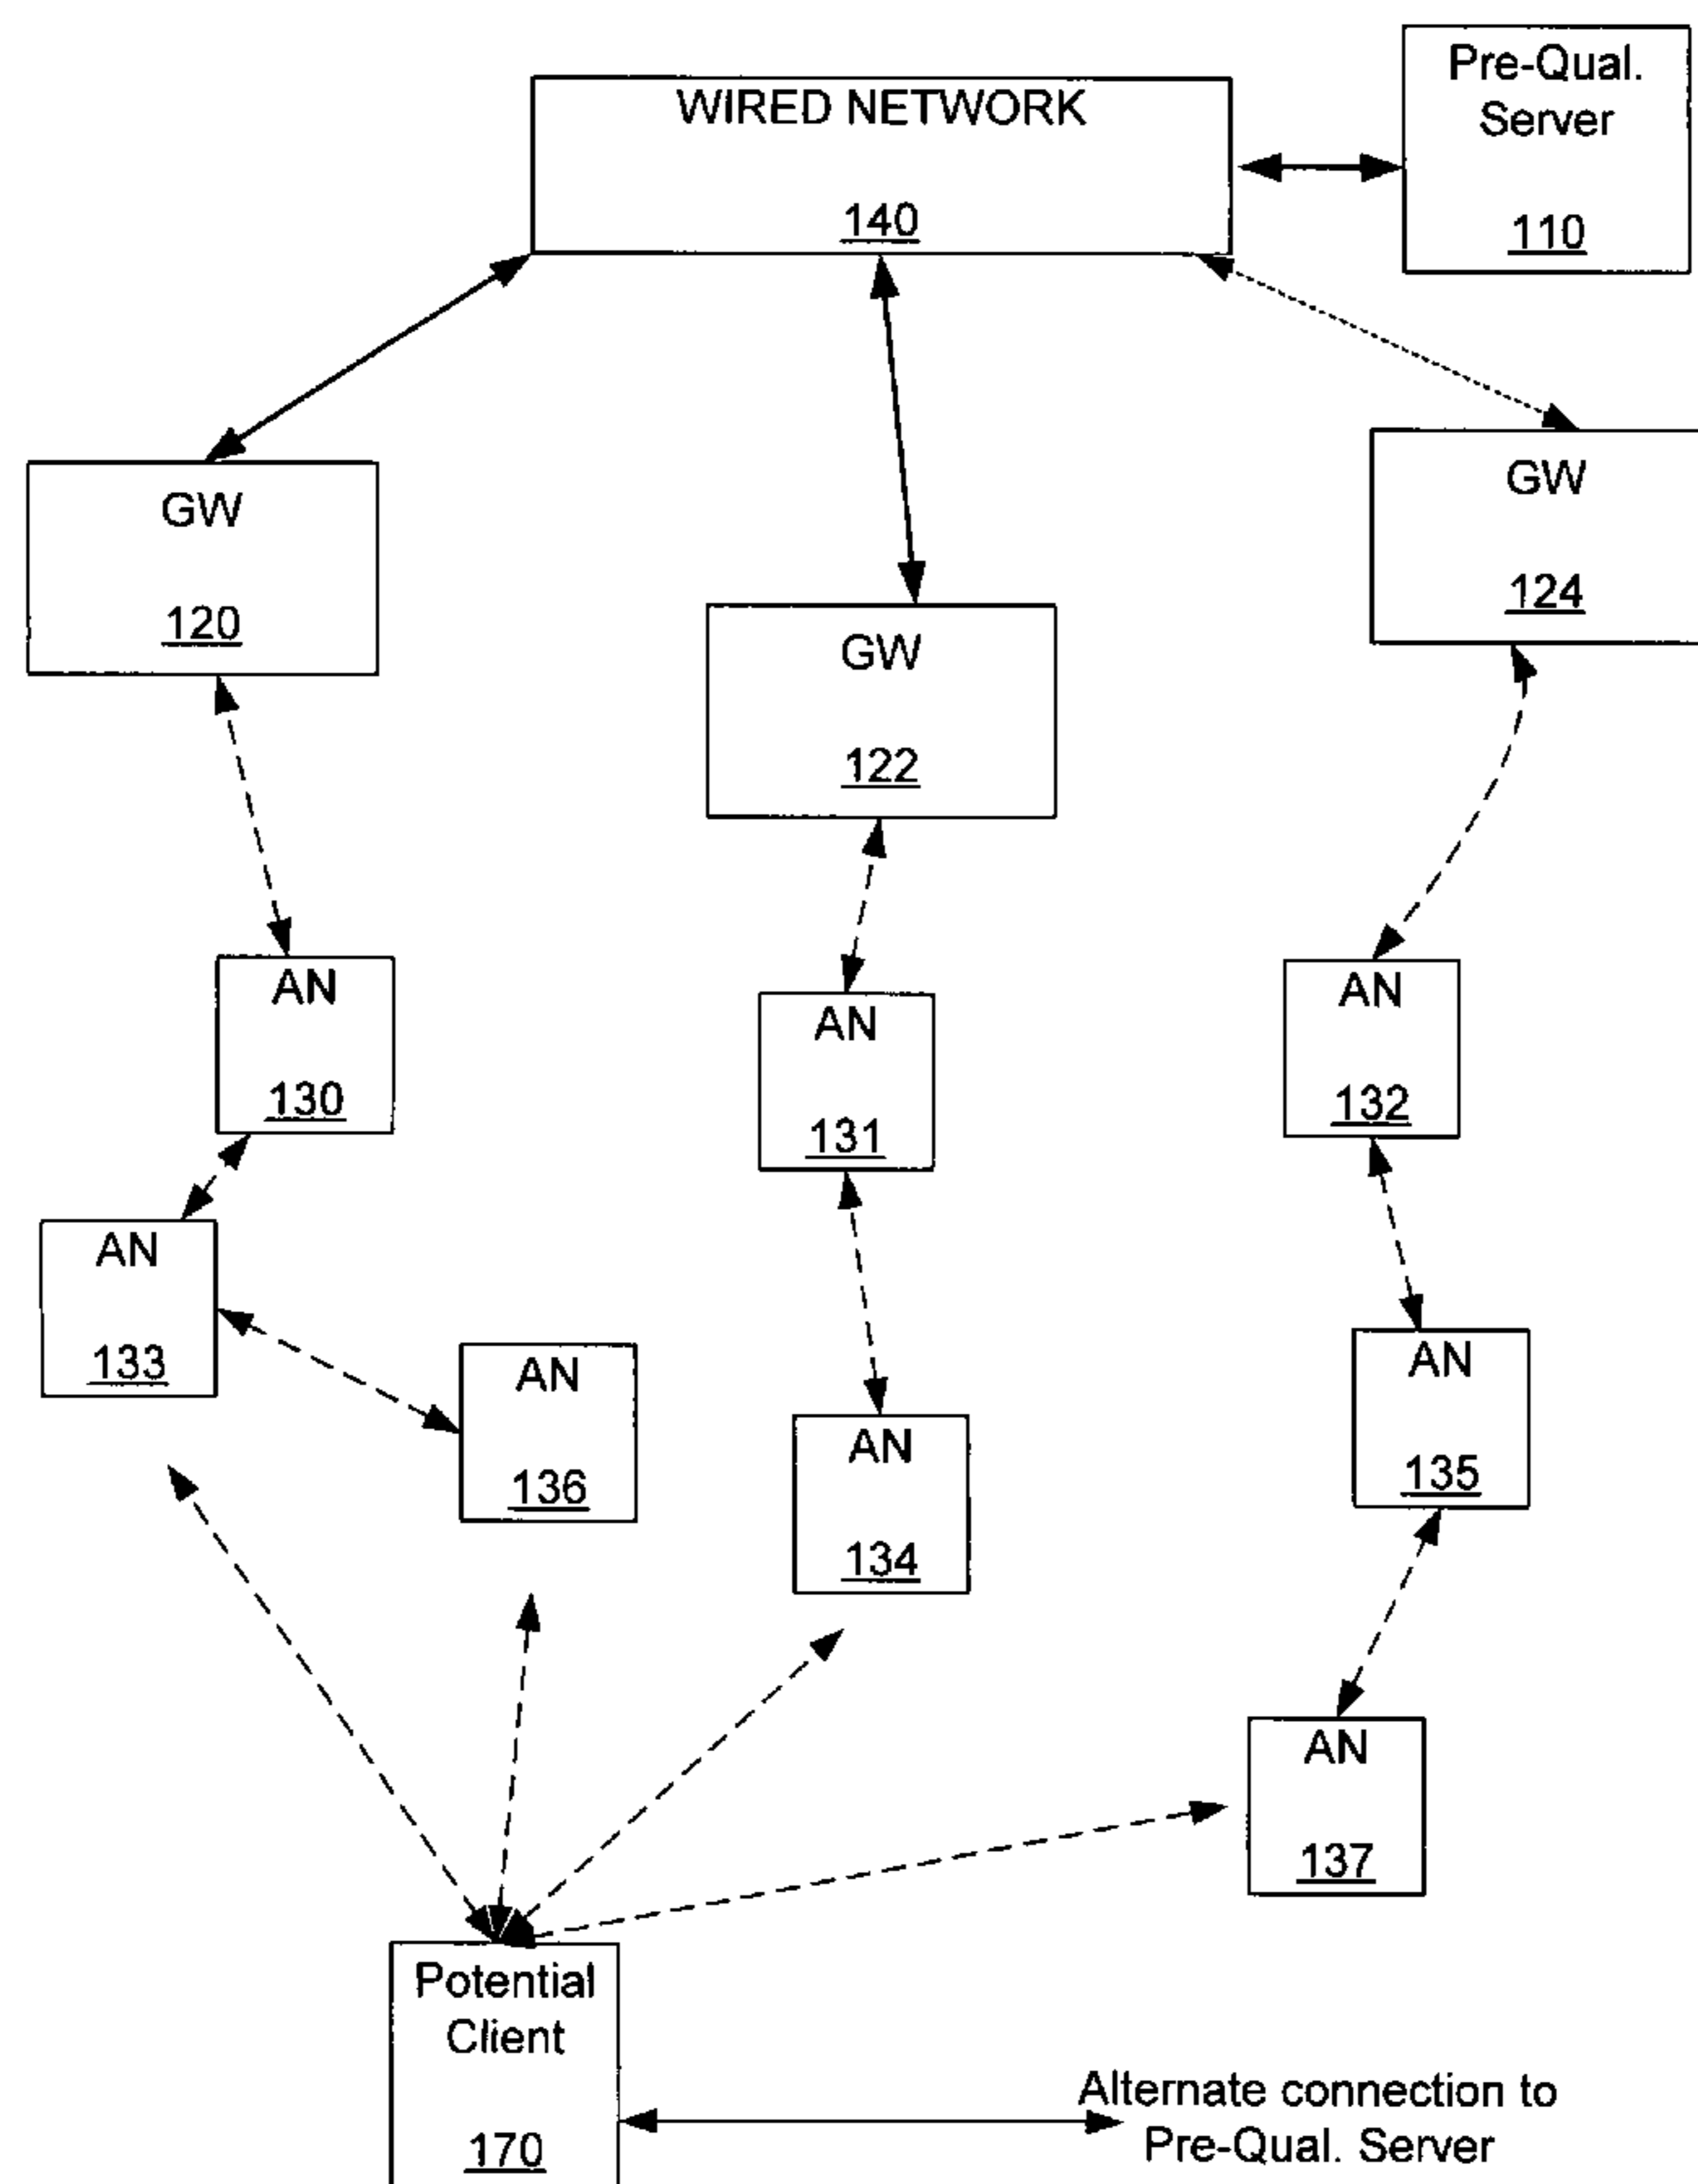 Pre-Qual.
Server
110
WIRED NETWORK
140
GW
120
GW
122
GW
124
AN
130
AN
131
AN
132
AN
133
AN
136
AN
134
AN
135
AN
137
Potential
Client
170
Alternate connection to
Pre-Qual. Server